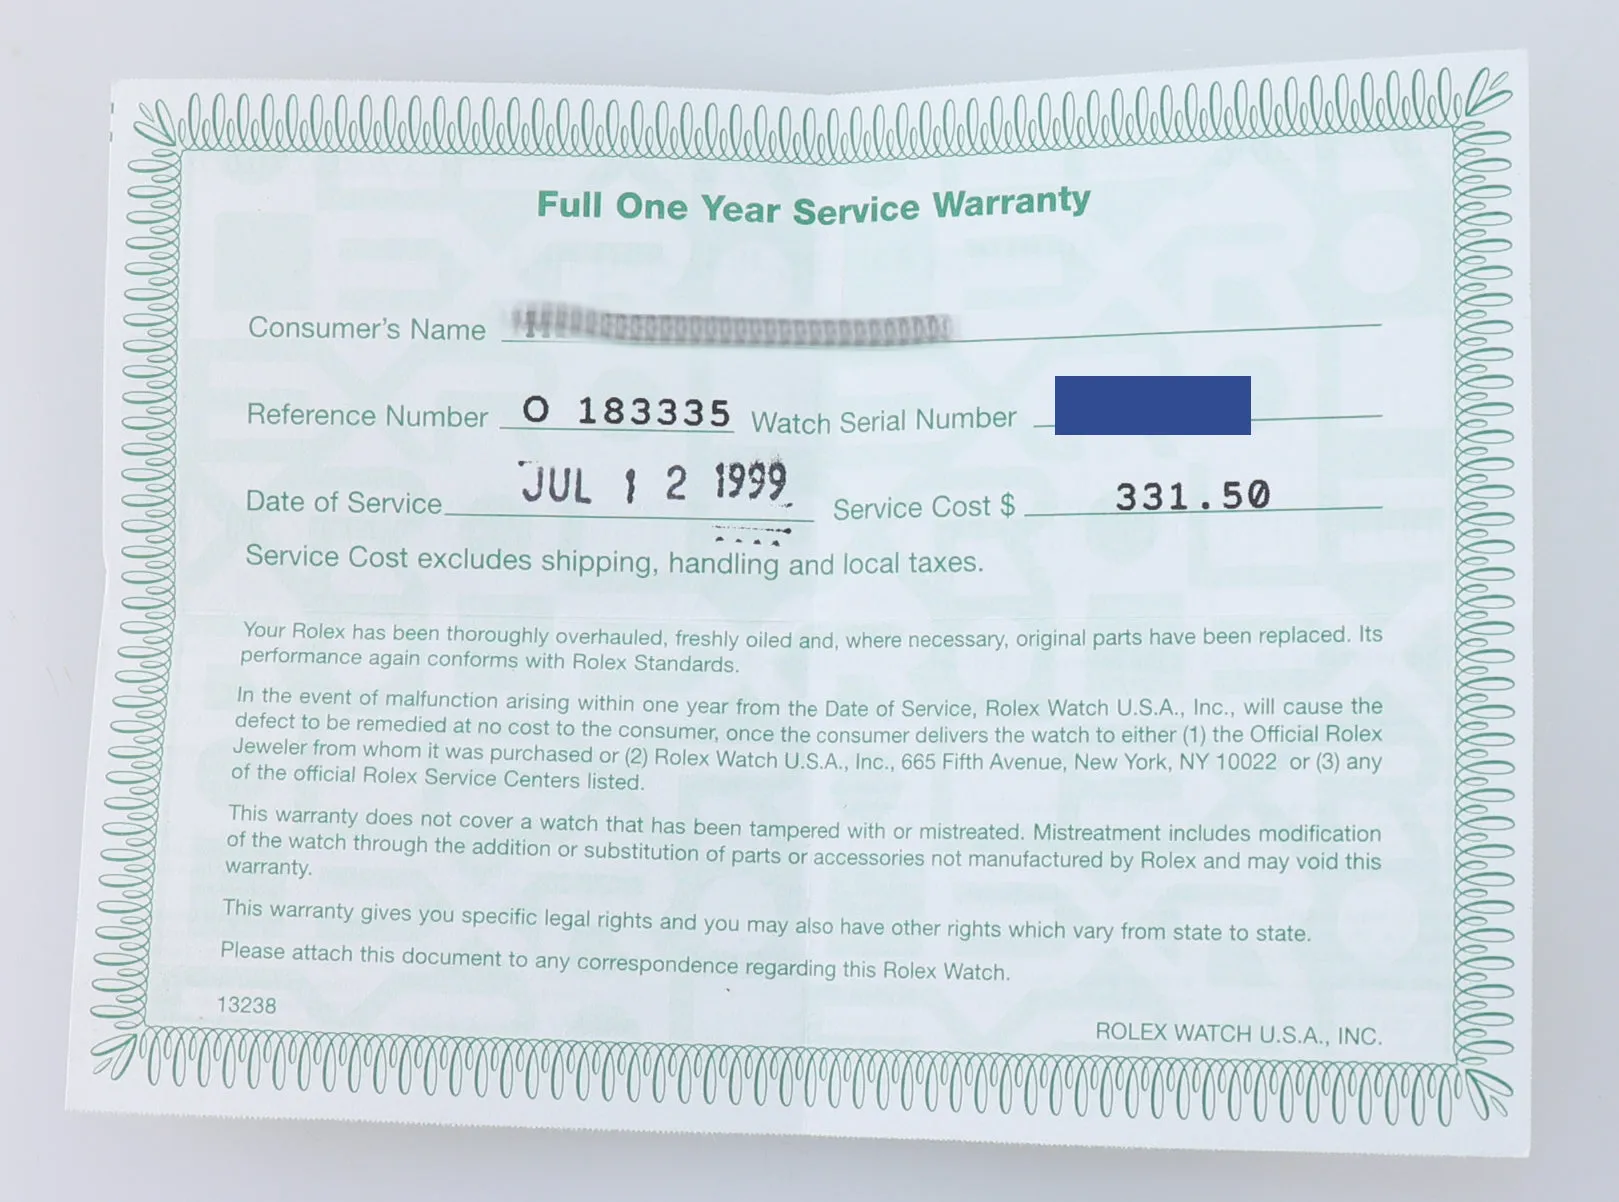 Full One Year Service Warranty
Consumer's Name
Reference Number O 183335 Watch Serial Number
Date of Service JUL 12 1999 Service Cost $ 331.50
Service Cost excludes shipping, handling and local taxes.
Your Rolex has been thoroughly overhauled, freshly oiled and, where necessary, original parts have been replaced. Its
performance again conforms with Rolex Standards.
In the event of malfunction arising within one year from the Date of Service, Rolex Watch U.S.A., Inc., will cause the
defect to be remedied at no cost to the consumer, once the consumer delivers the watch to either (1) the Official Rolex
Jeweler from whom it was purchased or (2) Rolex Watch U.S.A., Inc., 665 Fifth Avenue, New York, NY 10022 or (3) any
of the official Rolex Service Centers listed.
This warranty does not cover a watch that has been tampered with or mistreated. Mistreatment includes modification
of the watch through the addition or substitution of parts or accessories not manufactured by Rolex and may void this
warranty.
This warranty gives you specific legal rights and you may also have other rights which vary from state to state.
Please attach this document to any correspondence regarding this Rolex Watch.
13238
ROLEX WATCH U.S.A., INC.